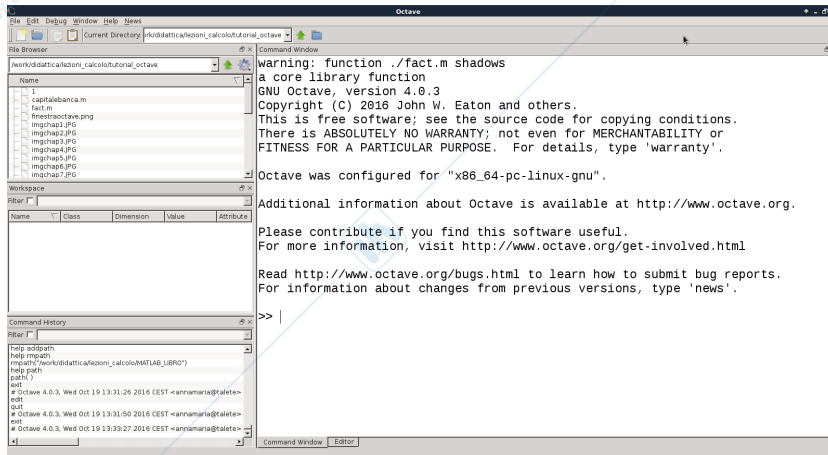 Octave
File Edit Debug Window Help News
Current Directory: ork/didattica/lezioni_calcolo/tutorial_octave
File Browser
/work/didattica/lezioni_calcolo/tutorial_octave
Name
1
capitalebanca.m
fact.m
finestraoctave.png
imgchap1.JPG
imgchap2.JPG
imgchap3.JPG
imgchap4.JPG
imgchap5.JPG
imgchap6.JPG
imgchap7.JPG
Workspace
Filter
Name Class Dimension Value Attribute
Command History
Filter
help addpath
help rmpath
rmpath("/work/didattica/lezioni_calcolo/MATLAB_LIBRO")
help path
path( )
exit
# Octave 4.0.3, Wed Oct 19 13:31:26 2016 CEST <annamaria@talete>
edit
quit
# Octave 4.0.3, Wed Oct 19 13:31:50 2016 CEST <annamaria@talete>
exit
# Octave 4.0.3, Wed Oct 19 13:33:27 2016 CEST <annamaria@talete>
Command Window
warning: function ./fact.m shadows
a core library function
GNU Octave, version 4.0.3
Copyright (C) 2016 John W. Eaton and others.
This is free software; see the source code for copying conditions.
There is ABSOLUTELY NO WARRANTY; not even for MERCHANTABILITY or
FITNESS FOR A PARTICULAR PURPOSE.  For details, type 'warranty'.
Octave was configured for "x86_64-pc-linux-gnu".
Additional information about Octave is available at http://www.octave.org.
Please contribute if you find this software useful.
For more information, visit http://www.octave.org/get-involved.html
Read http://www.octave.org/bugs.html to learn how to submit bug reports.
For information about changes from previous versions, type 'news'.
>>
Command Window Editor